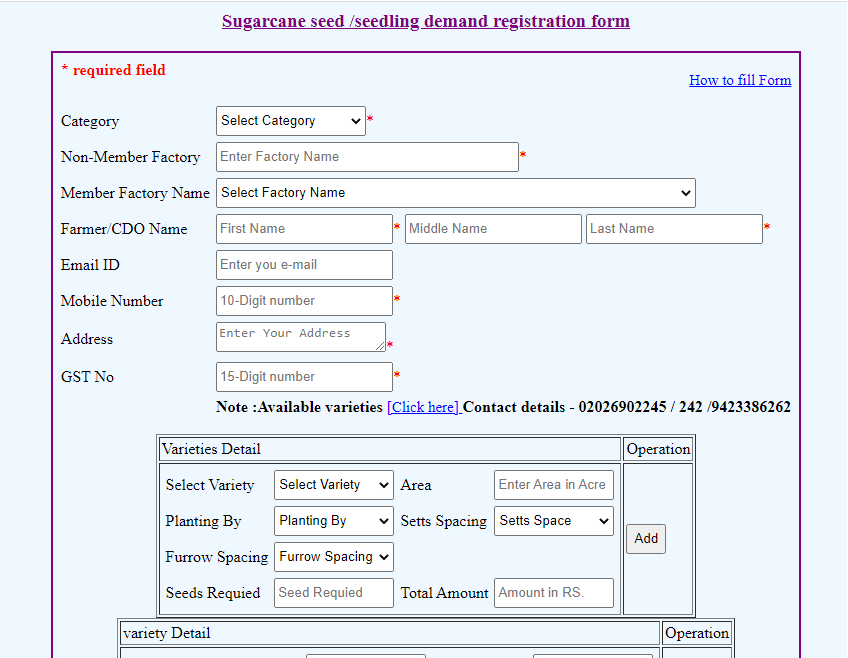 Sugarcane seed /seedling demand registration form
* required field
How to fill Form
Category Select Category *
Non-Member Factory Enter Factory Name *
Member Factory Name Select Factory Name
Farmer/CDO Name First Name * Middle Name Last Name *
Email ID Enter you e-mail
Mobile Number 10-Digit number *
Address Enter Your Address *
GST No 15-Digit number *
Note :Available varieties [Click here] Contact details - 02026902245 / 242 /9423386262
Varieties Detail Operation
Select Variety Select Variety Area Enter Area in Acre
Planting By Planting By Setts Spacing Setts Space
Add
Furrow Spacing Furrow Spacing
Seeds Requied Seed Requied Total Amount Amount in RS.
variety Detail Operation